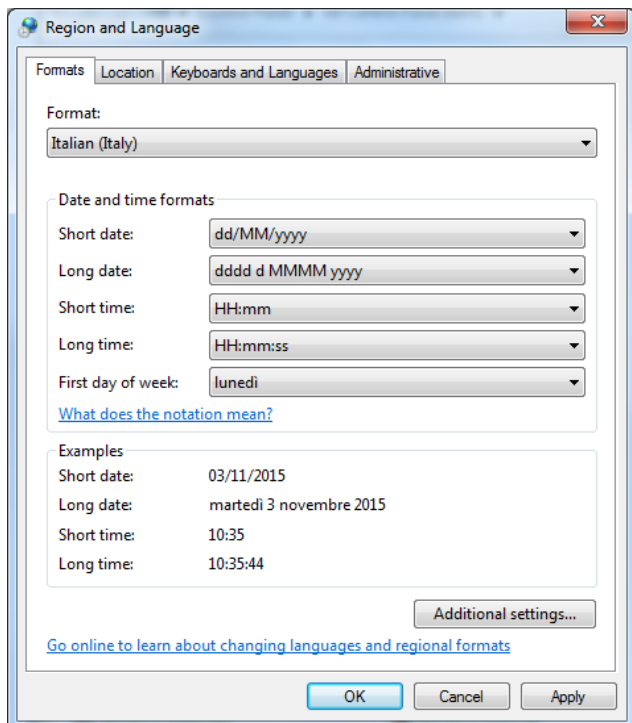 Region and Language
Formats Location Keyboards and Languages Administrative
Format:
Italian (Italy)
Date and time formats
Short date: dd/MM/yyyy
Long date: dddd d MMMM yyyy
Short time: HH:mm
Long time: HH:mm:ss
First day of week: lunedì
What does the notation mean?
Examples
Short date: 03/11/2015
Long date: martedì 3 novembre 2015
Short time: 10:35
Long time: 10:35:44
Additional settings...
Go online to learn about changing languages and regional formats
OK Cancel Apply